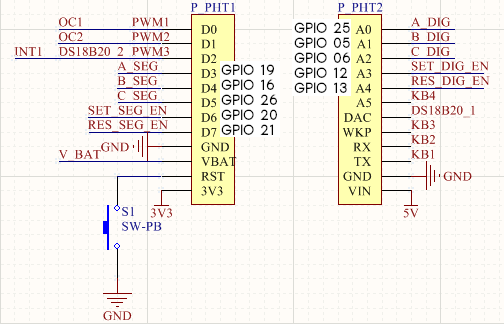 P_PHT1 P_PHT2
OC1 PWM1 D0 GPIO 25 A0 A_DIG
OC2 PWM2 D1 GPIO 05 A1 B_DIG
INT1 DS18B20_2 PWM3 D2 GPIO 06 A2 C_DIG
A_SEG D3 GPIO 19 GPIO 12 A3 SET_DIG_EN
B_SEG D4 GPIO 16 GPIO 13 A4 RES_DIG_EN
C_SEG D5 GPIO 26 A5 KB4
SET_SEG_EN D6 GPIO 20 DAC DS18B20_1
RES_SEG_EN D7 GPIO 21 WKP KB3
GND GND RX KB2
V_BAT VBAT TX KB1
RST GND GND
3V3 VIN
S1 3V3 5V
SW-PB
GND